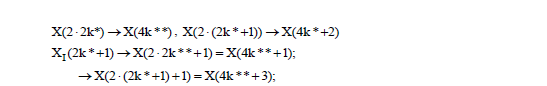 X(2·2k*)→X(4k**), X(2·(2k*+1))→X(4k*+2)
X_I(2k*+1)→X(2·2k**+1)=X(4k**+1);
→X(2·(2k*+1)+1)=X(4k**+3);